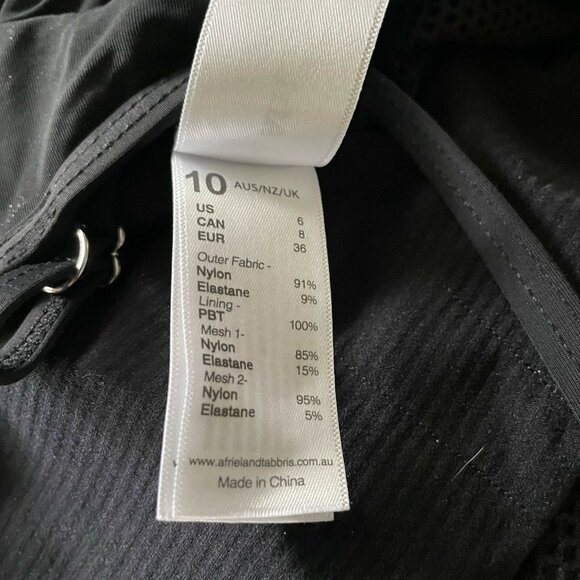 10 AUS/NZ/UK
US 6
CAN 8
EUR 36
Outer Fabric -
Nylon 91%
Elastane 9%
Lining -
PBT 100%
Mesh 1-
Nylon 85%
Elastane 15%
Mesh 2-
Nylon 95%
Elastane 5%
www.afrielandtabbris.com.au
Made in China